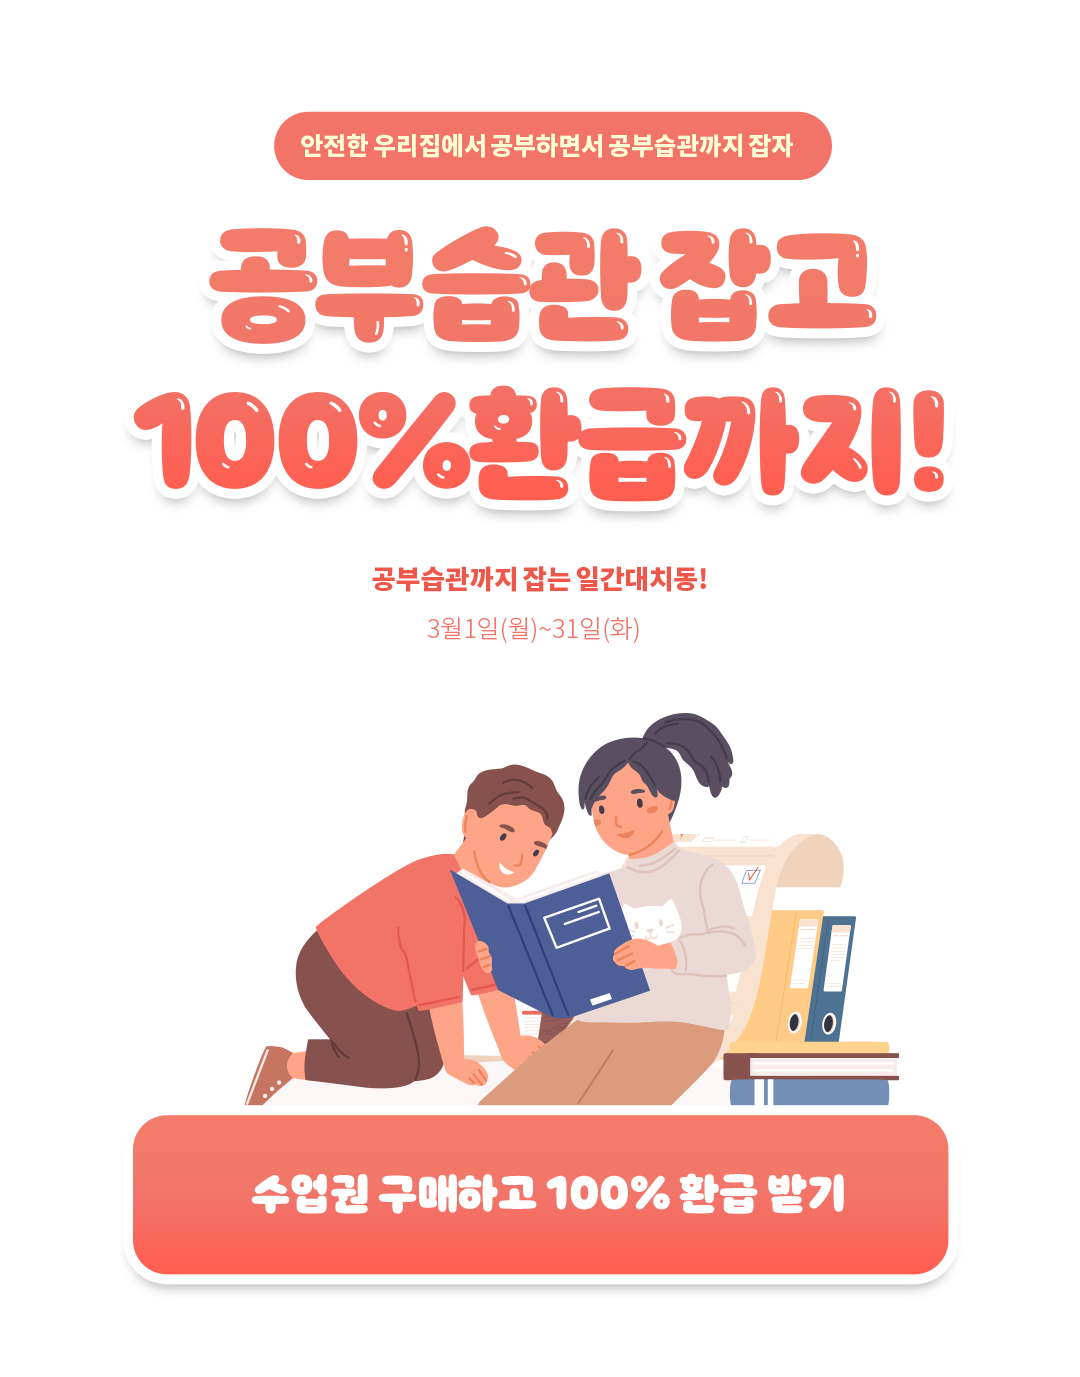 안전한 우리집에서 공부하면서 공부습관까지 잡자
공부습관 잡고
100%환급까지!
공부습관까지 잡는 일간대치동!
3월1일(월)~31일(화)
수업권 구매하고 100% 환급 받기